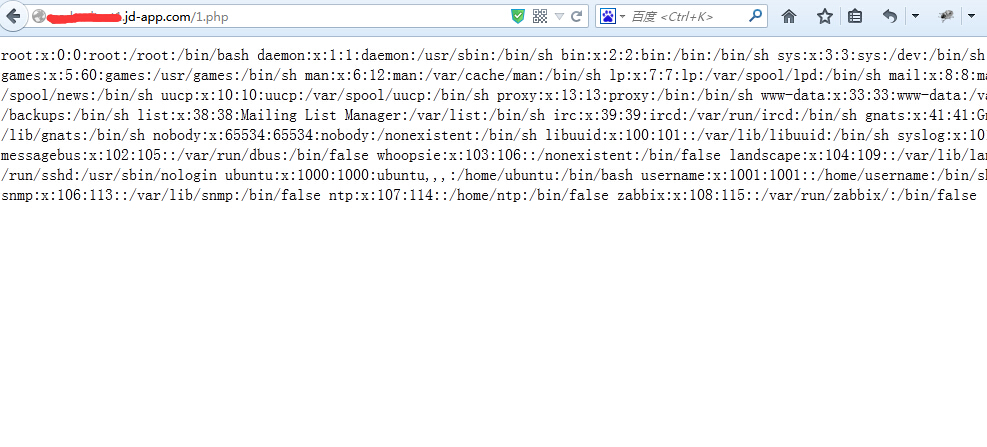 .jd-app.com/1.php
百度 <Ctrl+K>
root:x:0:0:root:/root:/bin/bash daemon:x:1:1:daemon:/usr/sbin:/bin/sh bin:x:2:2:bin:/bin:/bin/sh sys:x:3:3:sys:/dev:/bin/sh
games:x:5:60:games:/usr/games:/bin/sh man:x:6:12:man:/var/cache/man:/bin/sh lp:x:7:7:lp:/var/spool/lpd:/bin/sh mail:x:8:8:ma
/spool/news:/bin/sh uucp:x:10:10:uucp:/var/spool/uucp:/bin/sh proxy:x:13:13:proxy:/bin:/bin/sh www-data:x:33:33:www-data:/va
/backups:/bin/sh list:x:38:38:Mailing List Manager:/var/list:/bin/sh irc:x:39:39:ircd:/var/run/ircd:/bin/sh gnats:x:41:41:Gn
/lib/gnats:/bin/sh nobody:x:65534:65534:nobody:/nonexistent:/bin/sh libuuid:x:100:101::/var/lib/libuuid:/bin/sh syslog:x:10
messagebus:x:102:105::/var/run/dbus:/bin/false whoopsie:x:103:106::/nonexistent:/bin/false landscape:x:104:109::/var/lib/lan
/run/sshd:/usr/sbin/nologin ubuntu:x:1000:1000:ubuntu,,,:/home/ubuntu:/bin/bash username:x:1001:1001::/home/username:/bin/sh
snmp:x:106:113::/var/lib/snmp:/bin/false ntp:x:107:114::/home/ntp:/bin/false zabbix:x:108:115::/var/run/zabbix/:/bin/false